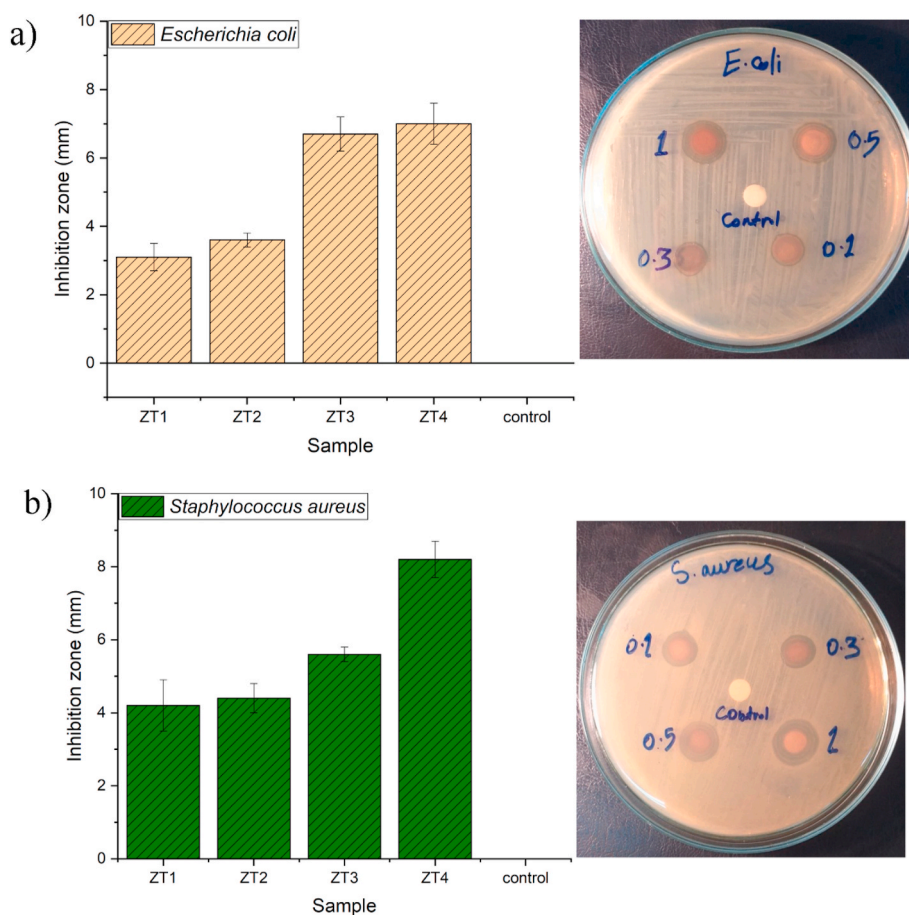 a)
Escherichia coli
10
8
6
4
2
0
Inhibition zone (mm)
ZT1 ZT2 ZT3 ZT4 control
Sample
E.coli
1
0.5
Control
0.3
0.1
b)
Staphylococcus aureus
10
8
6
4
2
0
Inhibition zone (mm)
ZT1 ZT2 ZT3 ZT4 control
Sample
S. aureus
0.1
0.3
Control
0.5
1